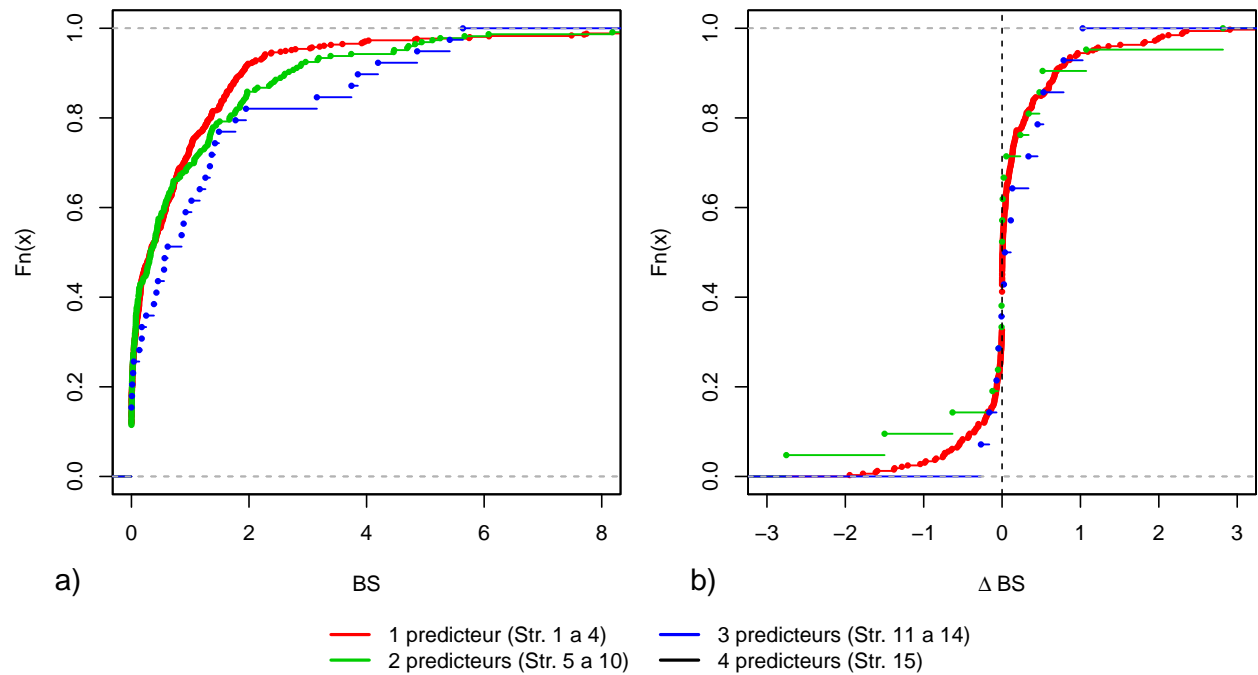 1.0
0.8
0.6
0.4
0.2
0.0
Fn(x)
0 2 4 6 8
BS
a)
1.0
0.8
0.6
0.4
0.2
0.0
Fn(x)
−3 −2 −1 0 1 2 3
Δ BS
b)
1 predicteur (Str. 1 a 4)
2 predicteurs (Str. 5 a 10)
3 predicteurs (Str. 11 a 14)
4 predicteurs (Str. 15)